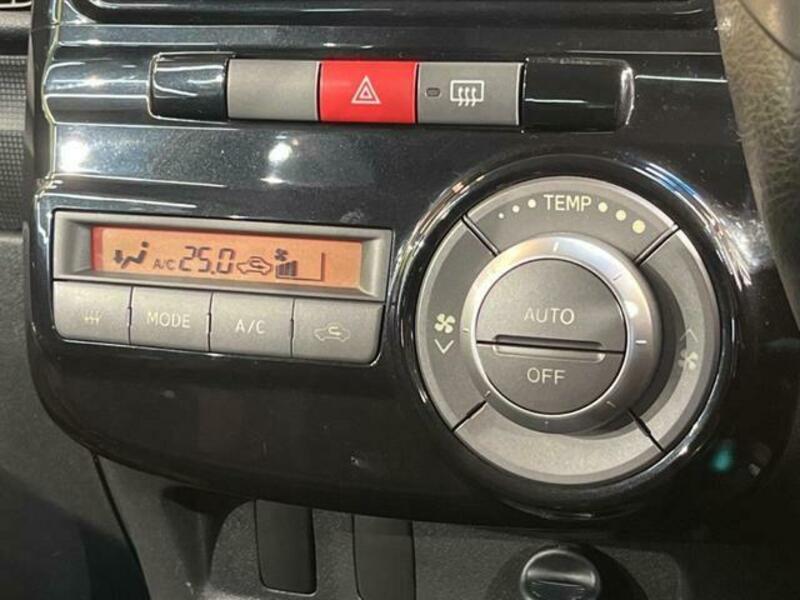 TEMP
A/C 25.0
AUTO
MODE
A/C
OFF